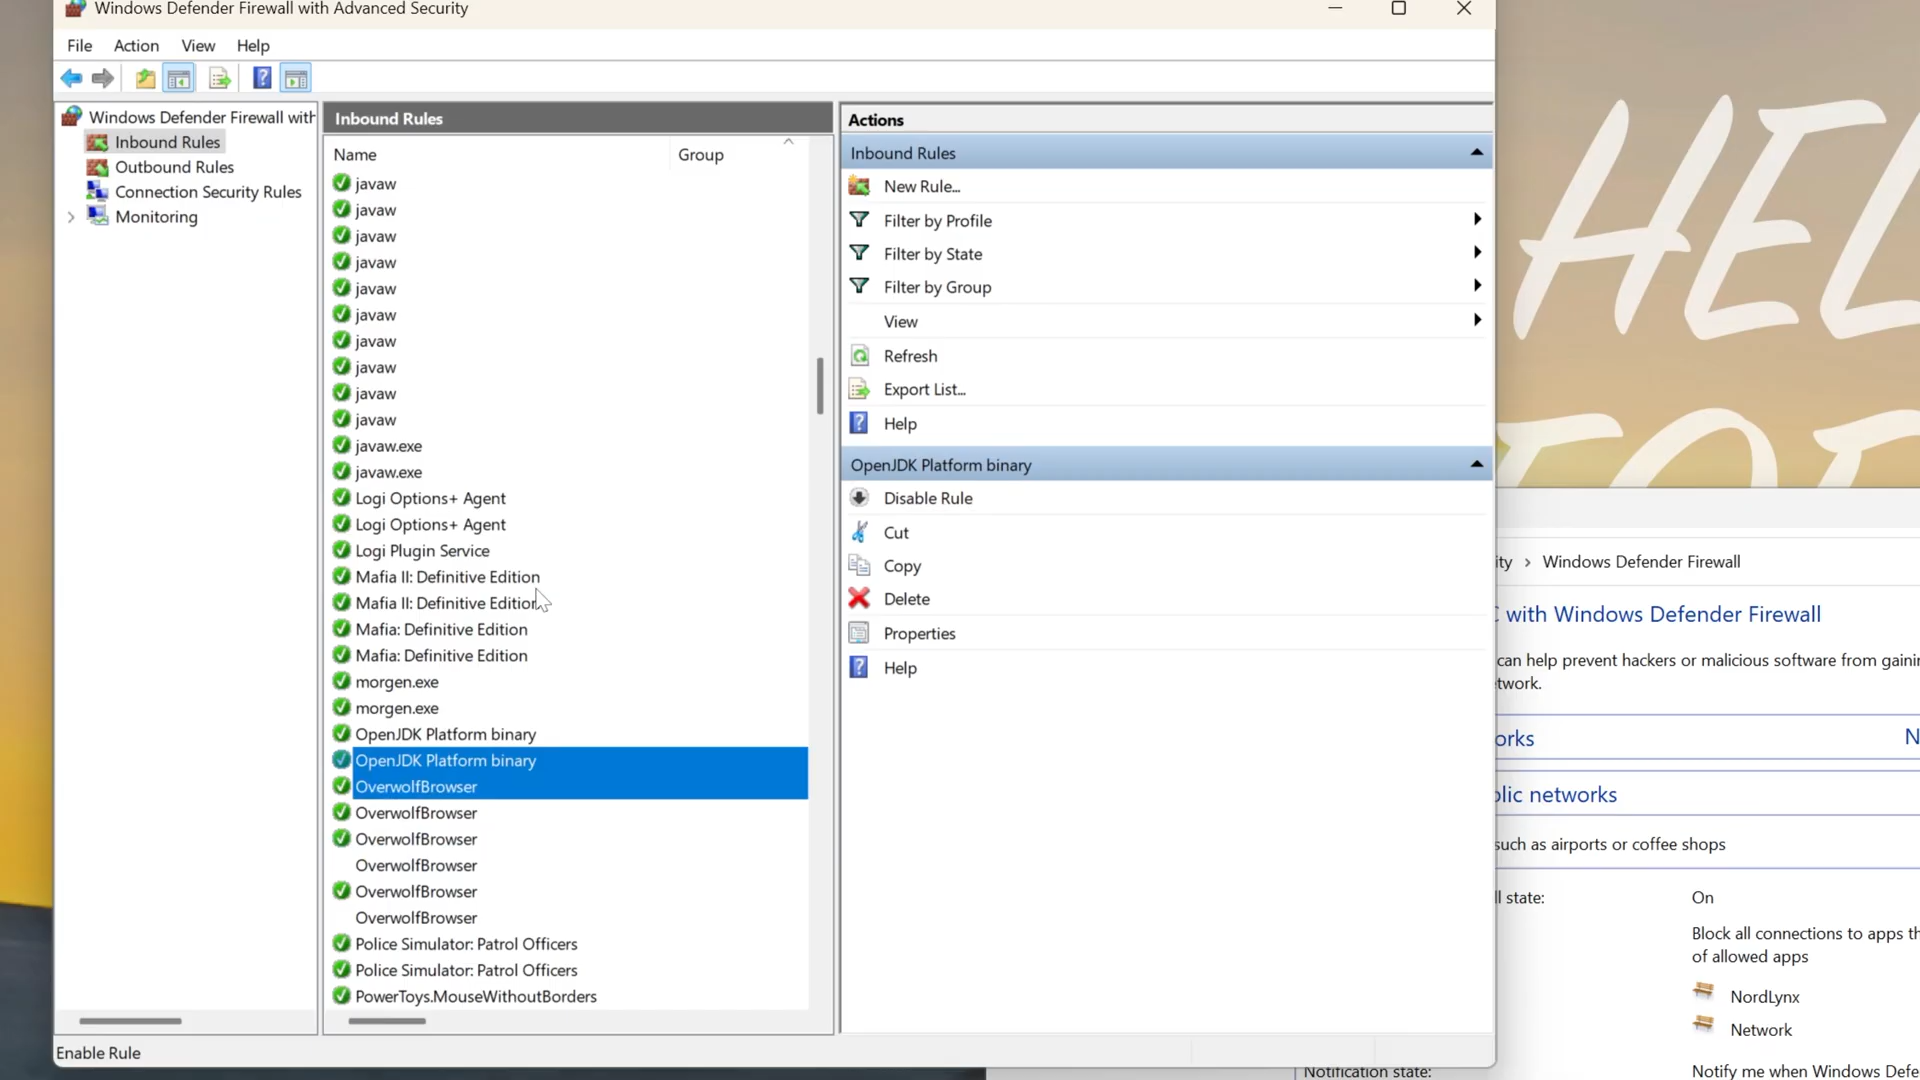 Windows Defender Firewall with Advanced Security
File Action View Help
Windows Defender Firewall with
Inbound Rules
Outbound Rules
Connection Security Rules
Monitoring
Inbound Rules
Name Group
javaw
javaw
javaw
javaw
javaw
javaw
javaw
javaw
javaw
javaw
javaw.exe
javaw.exe
Logi Options+ Agent
Logi Options+ Agent
Logi Plugin Service
Mafia II: Definitive Edition
Mafia II: Definitive Edition
Mafia: Definitive Edition
Mafia: Definitive Edition
morgen.exe
morgen.exe
OpenJDK Platform binary
OpenJDK Platform binary
OverwolfBrowser
OverwolfBrowser
OverwolfBrowser
OverwolfBrowser
OverwolfBrowser
OverwolfBrowser
Police Simulator: Patrol Officers
Police Simulator: Patrol Officers
PowerToys.MouseWithoutBorders
Actions
Inbound Rules
New Rule...
Filter by Profile
Filter by State
Filter by Group
View
Refresh
Export List...
Help
OpenJDK Platform binary
Disable Rule
Cut
Copy
Delete
Properties
Help
Enable Rule
HEL
TOP
ity > Windows Defender Firewall
C with Windows Defender Firewall
can help prevent hackers or malicious software from gainin
twork.
orks N
blic networks
such as airports or coffee shops
ll state: On
Block all connections to apps th
of allowed apps
NordLynx
Network
Notification state: Notify me when Windows Defe